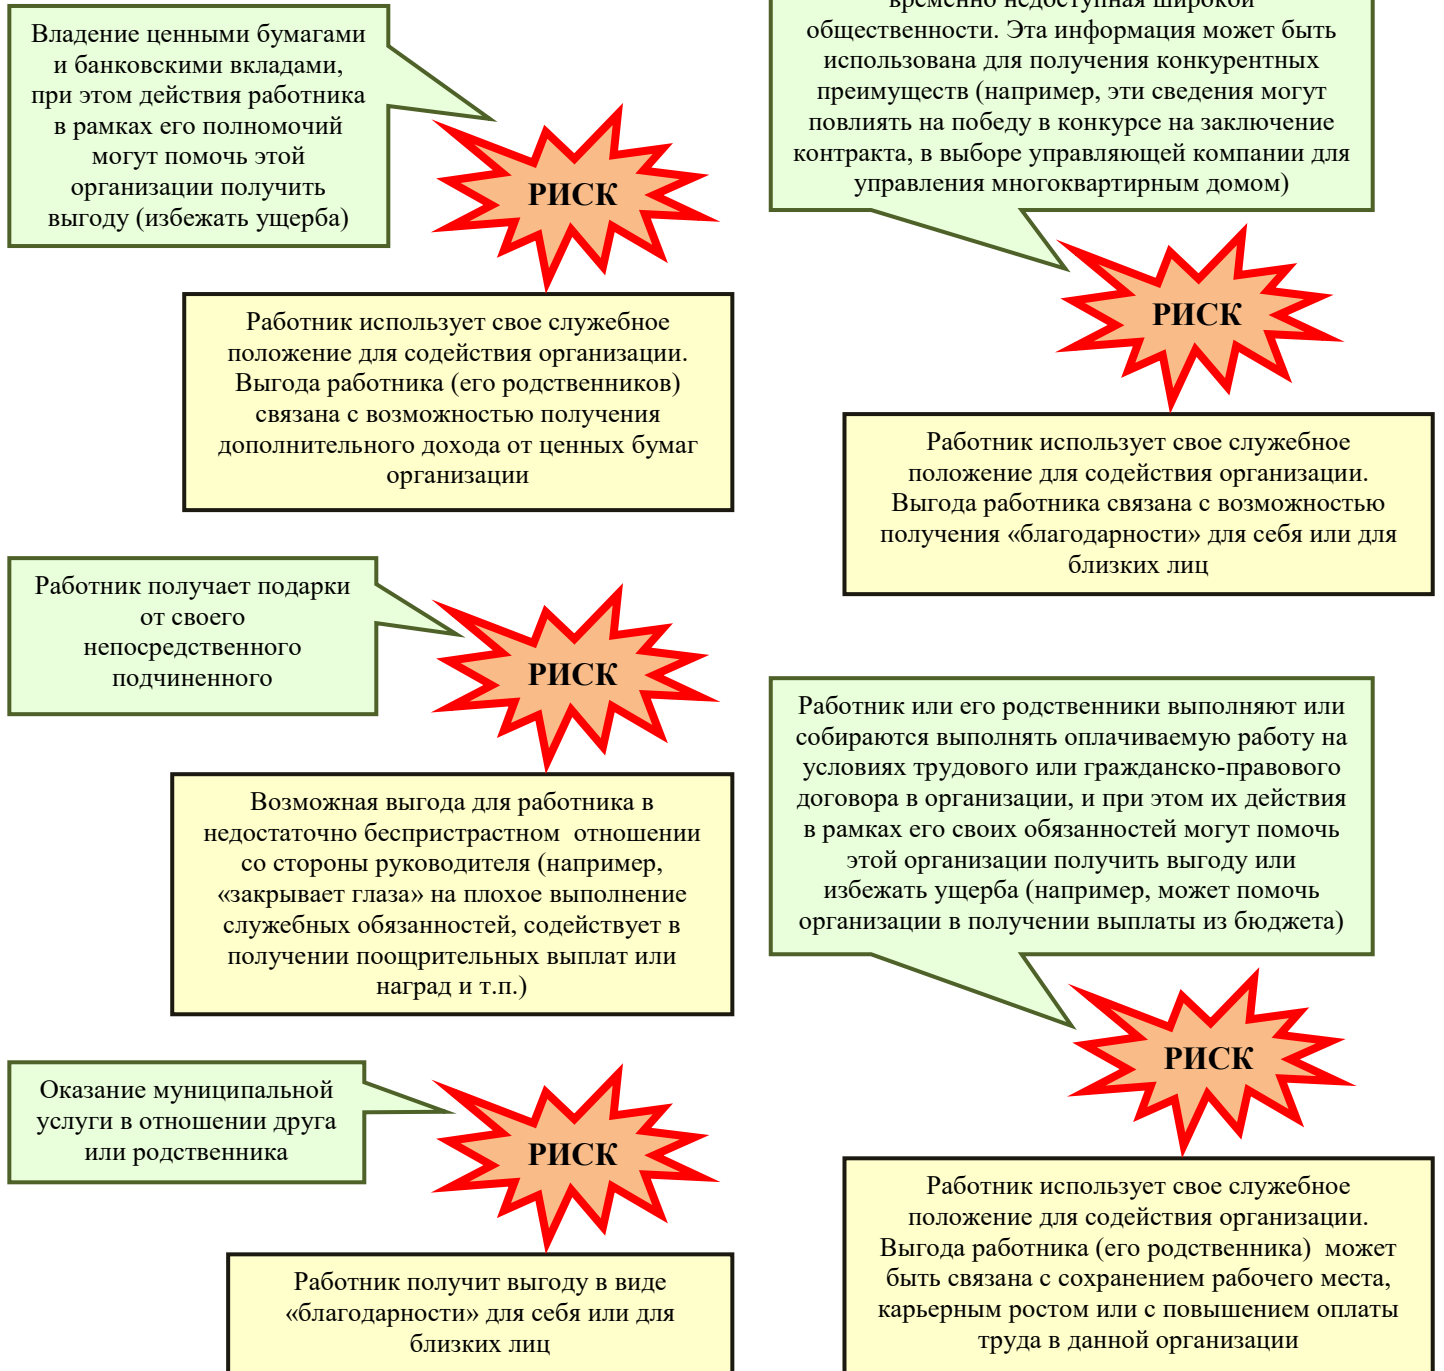 Владение ценными бумагами
и банковскими вкладами,
при этом действия работника
в рамках его полномочий
могут помочь этой
организации получить
выгоду (избежать ущерба)
РИСК
Работник использует свое служебное
положение для содействия организации.
Выгода работника (его родственников)
связана с возможностью получения
дополнительного дохода от ценных бумаг
организации
Работник получает подарки
от своего
непосредственного
подчиненного
РИСК
Возможная выгода для работника в
недостаточно беспристрастном отношении
со стороны руководителя (например,
«закрывает глаза» на плохое выполнение
служебных обязанностей, содействует в
получении поощрительных выплат или
наград и т.п.)
Оказание муниципальной
услуги в отношении друга
или родственника
РИСК
Работник получит выгоду в виде
«благодарности» для себя или для
близких лиц
временно недоступная широкой
общественности. Эта информация может быть
использована для получения конкурентных
преимуществ (например, эти сведения могут
повлиять на победу в конкурсе на заключение
контракта, в выборе управляющей компании для
управления многоквартирным домом)
РИСК
Работник использует свое служебное
положение для содействия организации.
Выгода работника связана с возможностью
получения «благодарности» для себя или для
близких лиц
Работник или его родственники выполняют или
собираются выполнять оплачиваемую работу на
условиях трудового или гражданско-правового
договора в организации, и при этом их действия
в рамках его своих обязанностей могут помочь
этой организации получить выгоду или
избежать ущерба (например, может помочь
организации в получении выплаты из бюджета)
РИСК
Работник использует свое служебное
положение для содействия организации.
Выгода работника (его родственника) может
быть связана с сохранением рабочего места,
карьерным ростом или с повышением оплаты
труда в данной организации